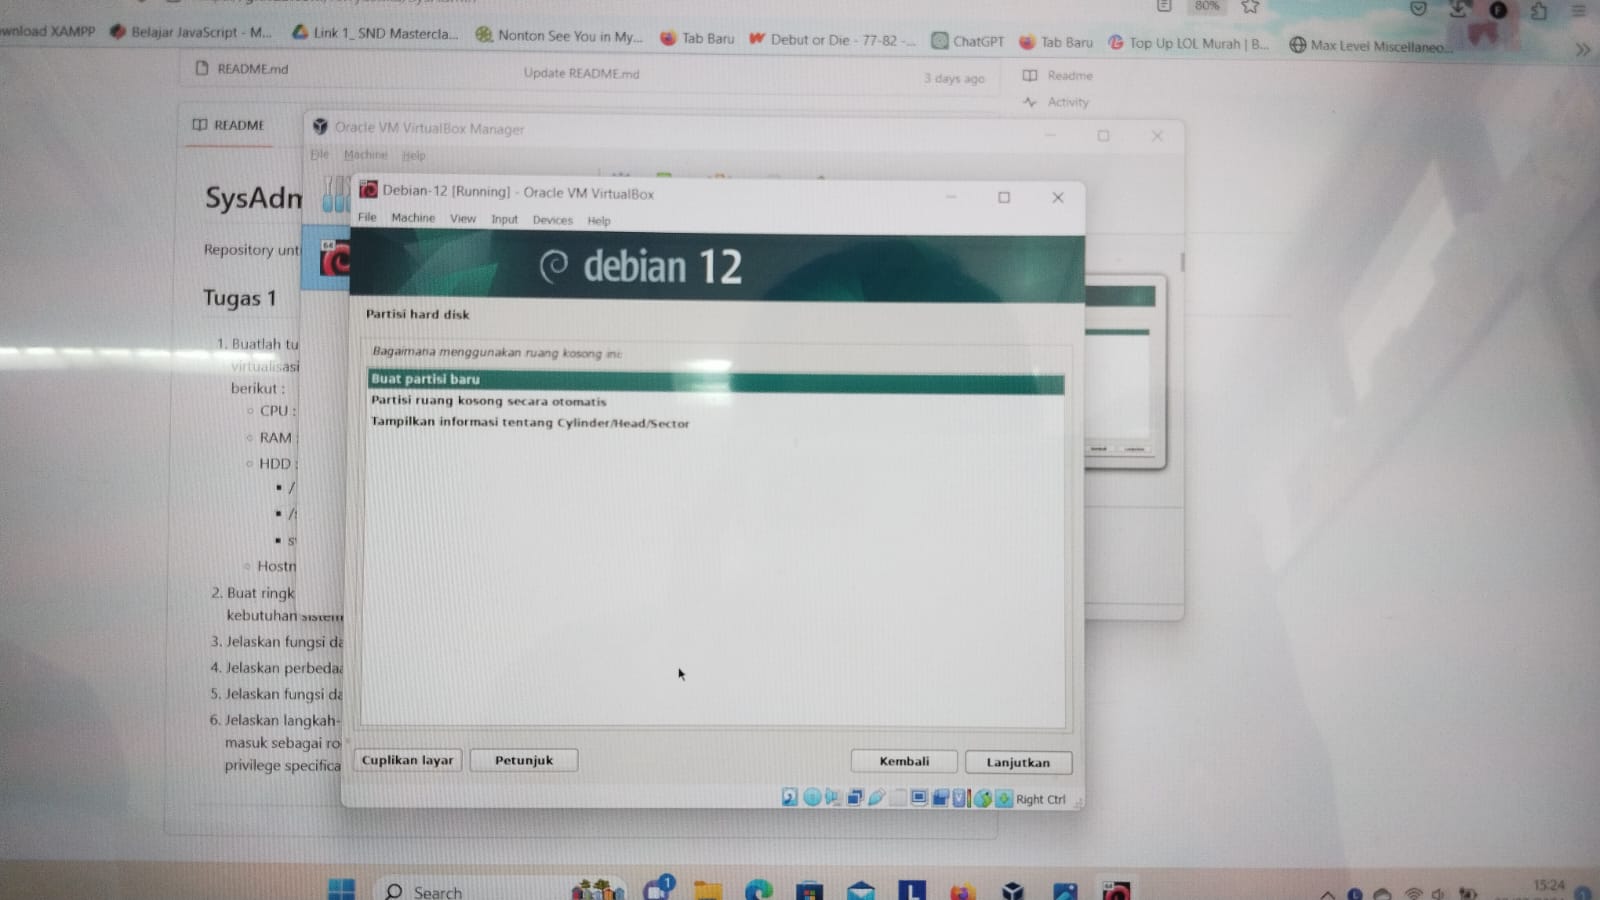 80%
wnload XAMPP
Belajar JavaScript - M...
Link 1_ SND Mastercla...
Nonton See You in My...
Tab Baru
Debut or Die - 77-82 -...
ChatGPT
Tab Baru
Top Up LOL Murah | B...
Max Level Miscellaneo...
README.md
Update README.md
3 days ago
Readme
Activity
README
Oracle VM VirtualBox Manager
File Machine Help
SysAdm
Debian-12 [Running] - Oracle VM VirtualBox
File Machine View Input Devices Help
Repository unt
64
debian 12
Tugas 1
Partisi hard disk
1. Buatlah tu
virtualisasi
berikut :
CPU :
RAM :
HDD :
/
/
s
Hostn
2. Buat ringk
kebutuhan sistem
3. Jelaskan fungsi da
4. Jelaskan perbedaa
5. Jelaskan fungsi da
6. Jelaskan langkah-
masuk sebagai ro
privilege specifica
Bagaimana menggunakan ruang kosong ini:
Buat partisi baru
Partisi ruang kosong secara otomatis
Tampilkan informasi tentang Cylinder/Head/Sector
Cuplikan layar
Petunjuk
Kembali
Lanjutkan
Right Ctrl
Search
1
15:24